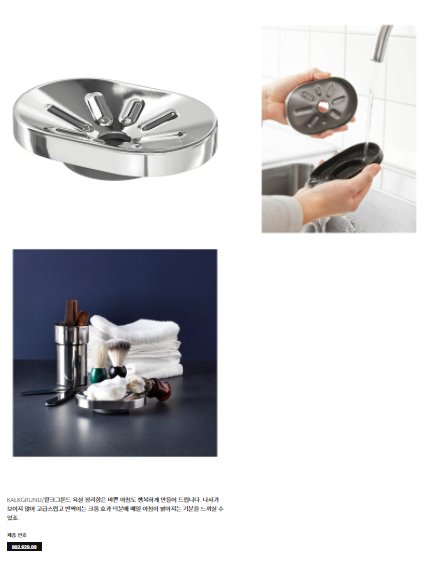 KALKGRUND/칼크그룬드 욕실 정리함은 바쁜 아침도 행복하게 만들어 드립니다. 나사가
보이지 않아 고급스럽고 반짝이는 크롬 효과 덕분에 매일 아침이 밝아지는 기분을 느끼실 수
있죠.
제품 번호
902.929.09